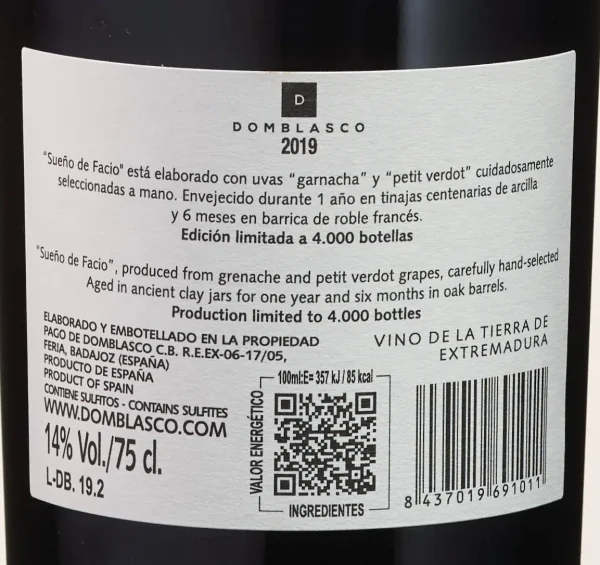 D
DOMBLASCO
2019
"Sueño de Facio" está elaborado con uvas "garnacha" y "petit verdot" cuidadosamente
seleccionadas a mano. Envejecido durante 1 año en tinajas centenarias de arcilla
y 6 meses en barrica de roble francés.
Edición limitada a 4.000 botellas
"Sueño de Facio", produced from grenache and petit verdot grapes, carefully hand-selected
Aged in ancient clay jars for one year and six months in oak barrels.
Production limited to 4.000 bottles
ELABORADO Y EMBOTELLADO EN LA PROPIEDAD
PAGO DE DOMBLASCO C.B. R.E.EX-06-17/05,
FERIA, BADAJOZ (ESPAÑA)
PRODUCTO DE ESPAÑA
PRODUCT OF SPAIN
CONTIENE SULFITOS - CONTAINS SULFITES
WWW.DOMBLASCO.COM
14% Vol./75 cl.
L-DB. 19.2
VINO DE LA TIERRA DE
EXTREMADURA
100ml:E= 357 kJ / 85 kcal
VALOR ENERGÉTICO
INGREDIENTES
8 437019 691011